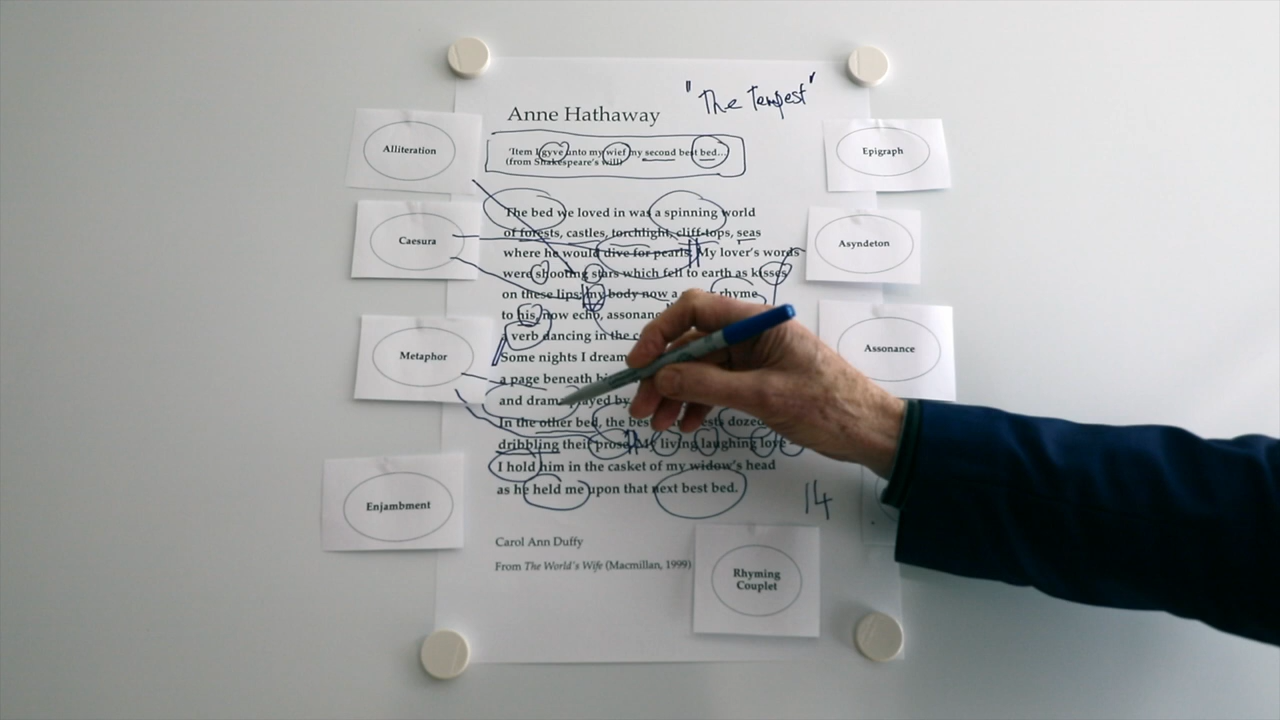 "The Tempest"
Anne Hathaway
'Item I gyve unto my wief my second best bed…
(from Shakespeare's will)
The bed we loved in was a spinning world
of forests, castles, torchlight, cliff-tops, seas
where he would dive for pearls. My lover's words
were shooting stars which fell to earth as kisses
on these lips; my body now a rhyme
to his, now echo, assonanc
verb dancing in the c
Some nights I dream
a page beneath hi
and drama played by
In the other bed, the best dozed
dribbling their prose. My living laughing love –
I hold him in the casket of my widow's head
as he held me upon that next best bed.
14
Carol Ann Duffy
From The World's Wife (Macmillan, 1999)
Alliteration
Caesura
Metaphor
Enjambment
Epigraph
Asyndeton
Assonance
Rhyming
Couplet